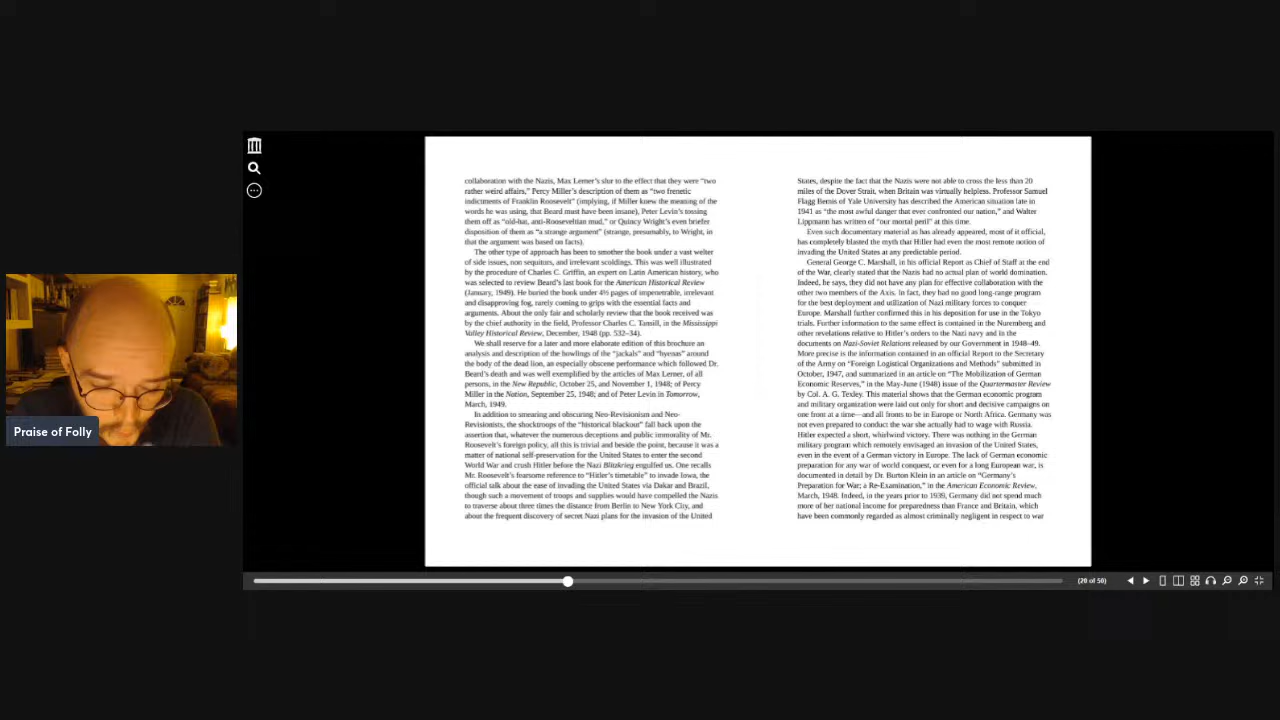 collaboration with the Nazis, Max Lerner's slur to the effect that they were "two
rather weird affairs," Percy Miller's description of them as "two frenetic
indictments of Franklin Roosevelt" (implying, if Miller knew the meaning of the
words he was using, that Beard must have been insane), Peter Levin's tossing
them off as "old-hat, anti-Rooseveltian mud," or Quincy Wright's even briefer
disposition of them as "a strange argument" (strange, presumably, to Wright, in
that the argument was based on facts).
The other type of approach has been to smother the book under a vast welter
of side issues, non sequiturs, and irrelevant scoldings. This was well illustrated
by the procedure of Charles C. Griffin, an expert on Latin American history, who
was selected to review Beard's last book for the American Historical Review
(January, 1949). He buried the book under 4½ pages of impenetrable, irrelevant
and disapproving fog, rarely coming to grips with the essential facts and
arguments. About the only fair and scholarly review that the book received was
by the chief authority in the field, Professor Charles C. Tansill, in the Mississippi
Valley Historical Review, December, 1948 (pp. 532–34).
We shall reserve for a later and more elaborate edition of this brochure an
analysis and description of the howlings of the "jackals" and "hyenas" around
the body of the dead lion, an especially obscene performance which followed Dr.
Beard's death and was well exemplified by the articles of Max Lerner, of all
persons, in the New Republic, October 25, and November 1, 1948; of Percy
Miller in the Nation, September 25, 1948; and of Peter Levin in Tomorrow,
March, 1949.
In addition to smearing and obscuring Neo-Revisionism and Neo-
Revisionists, the shocktroops of the "historical blackout" fall back upon the
assertion that, whatever the numerous deceptions and public immorality of Mr.
Roosevelt's foreign policy, all this is trivial and beside the point, because it was a
matter of national self-preservation for the United States to enter the second
World War and crush Hitler before the Nazi Blitzkrieg engulfed us. One recalls
Mr. Roosevelt's fearsome reference to "Hitler's timetable" to invade Iowa, the
official talk about the ease of invading the United States via Dakar and Brazil,
though such a movement of troops and supplies would have compelled the Nazis
to traverse about three times the distance from Berlin to New York City, and
about the frequent discovery of secret Nazi plans for the invasion of the United
States, despite the fact that the Nazis were not able to cross the less than 20
miles of the Dover Strait, when Britain was virtually helpless. Professor Samuel
Flagg Bemis of Yale University has described the American situation late in
1941 as "the most awful danger that ever confronted our nation," and Walter
Lippmann has written of "our mortal peril" at this time.
Even such documentary material as has already appeared, most of it official,
has completely blasted the myth that Hitler had even the most remote notion of
invading the United States at any predictable period.
General George C. Marshall, in his official Report as Chief of Staff at the end
of the War, clearly stated that the Nazis had no actual plan of world domination.
Indeed, he says, they did not have any plan for effective collaboration with the
other two members of the Axis. In fact, they had no good long-range program
for the best deployment and utilization of Nazi military forces to conquer
Europe. Marshall further confirmed this in his deposition for use in the Tokyo
trials. Further information to the same effect is contained in the Nuremberg and
other revelations relative to Hitler's orders to the Nazi navy and in the
documents on Nazi-Soviet Relations released by our Government in 1948–49.
More precise is the information contained in an official Report to the Secretary
of the Army on "Foreign Logistical Organizations and Methods" submitted in
October, 1947, and summarized in an article on "The Mobilization of German
Economic Reserves," in the May-June (1948) issue of the Quartermaster Review
by Col. A. G. Texley. This material shows that the German economic program
and military organization were laid out only for short and decisive campaigns on
one front at a time—and all fronts to be in Europe or North Africa. Germany was
not even prepared to conduct the war she actually had to wage with Russia.
Hitler expected a short, whirlwind victory. There was nothing in the German
military program which remotely envisaged an invasion of the United States,
even in the event of a German victory in Europe. The lack of German economic
preparation for any war of world conquest, or even for a long European war, is
documented in detail by Dr. Burton Klein in an article on "Germany's
Preparation for War; a Re-Examination," in the American Economic Review,
March, 1948. Indeed, in the years prior to 1939, Germany did not spend much
more of her national income for preparedness than France and Britain, which
have been commonly regarded as almost criminally negligent in respect to war
Praise of Folly
(20 of 50)